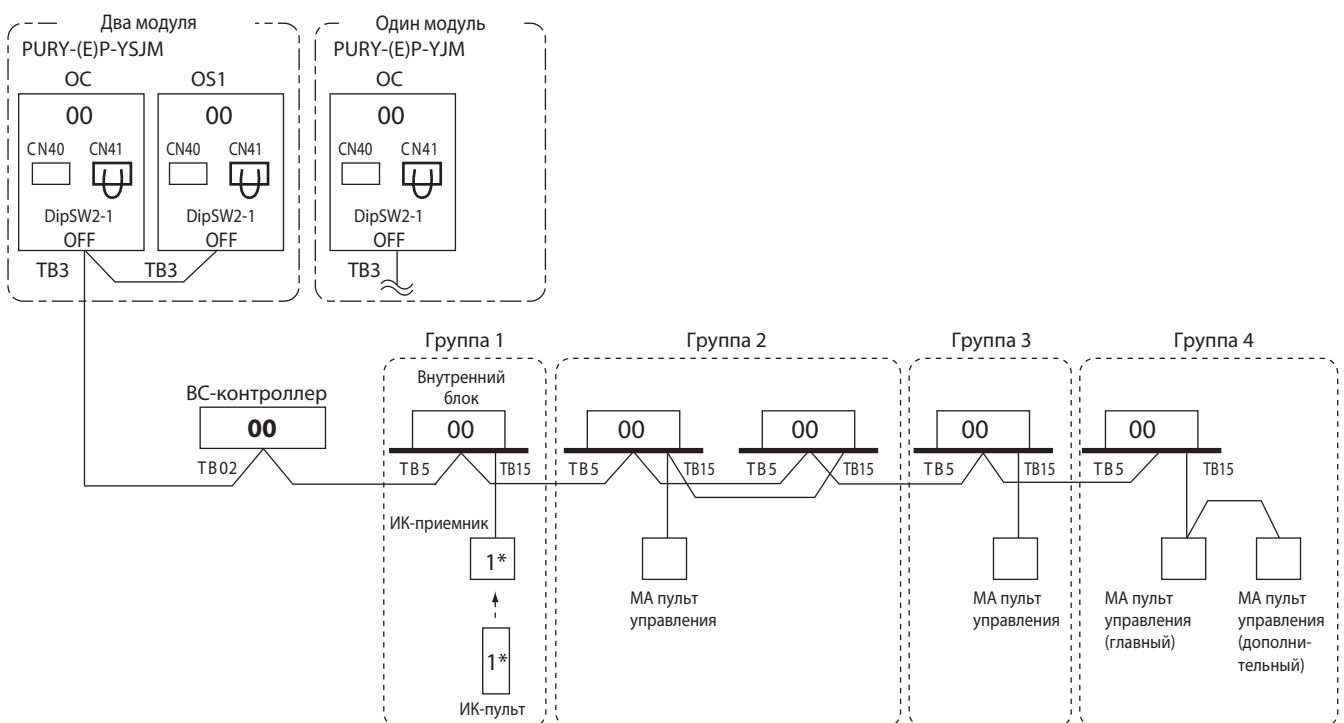 Два модуля
PURY-(E)P-YSJM
OC
OS1
00
00
CN40
CN41
CN40
CN41
DipSW2-1
OFF
DipSW2-1
OFF
TB3
TB3
Один модуль
PURY-(E)P-YJM
OC
00
CN40
CN41
DipSW2-1
OFF
TB3
BC-контроллер
00
TB02
Группа 1
Внутренний
блок
00
TB5
TB15
ИК-приемник
1*
1*
ИК-пульт
Группа 2
00
00
TB5
TB15
TB5
TB15
МА пульт
управления
Группа 3
00
TB5
TB15
МА пульт
управления
Группа 4
00
TB5
TB15
МА пульт
управления
(главный)
МА пульт
управления
(дополни-
тельный)